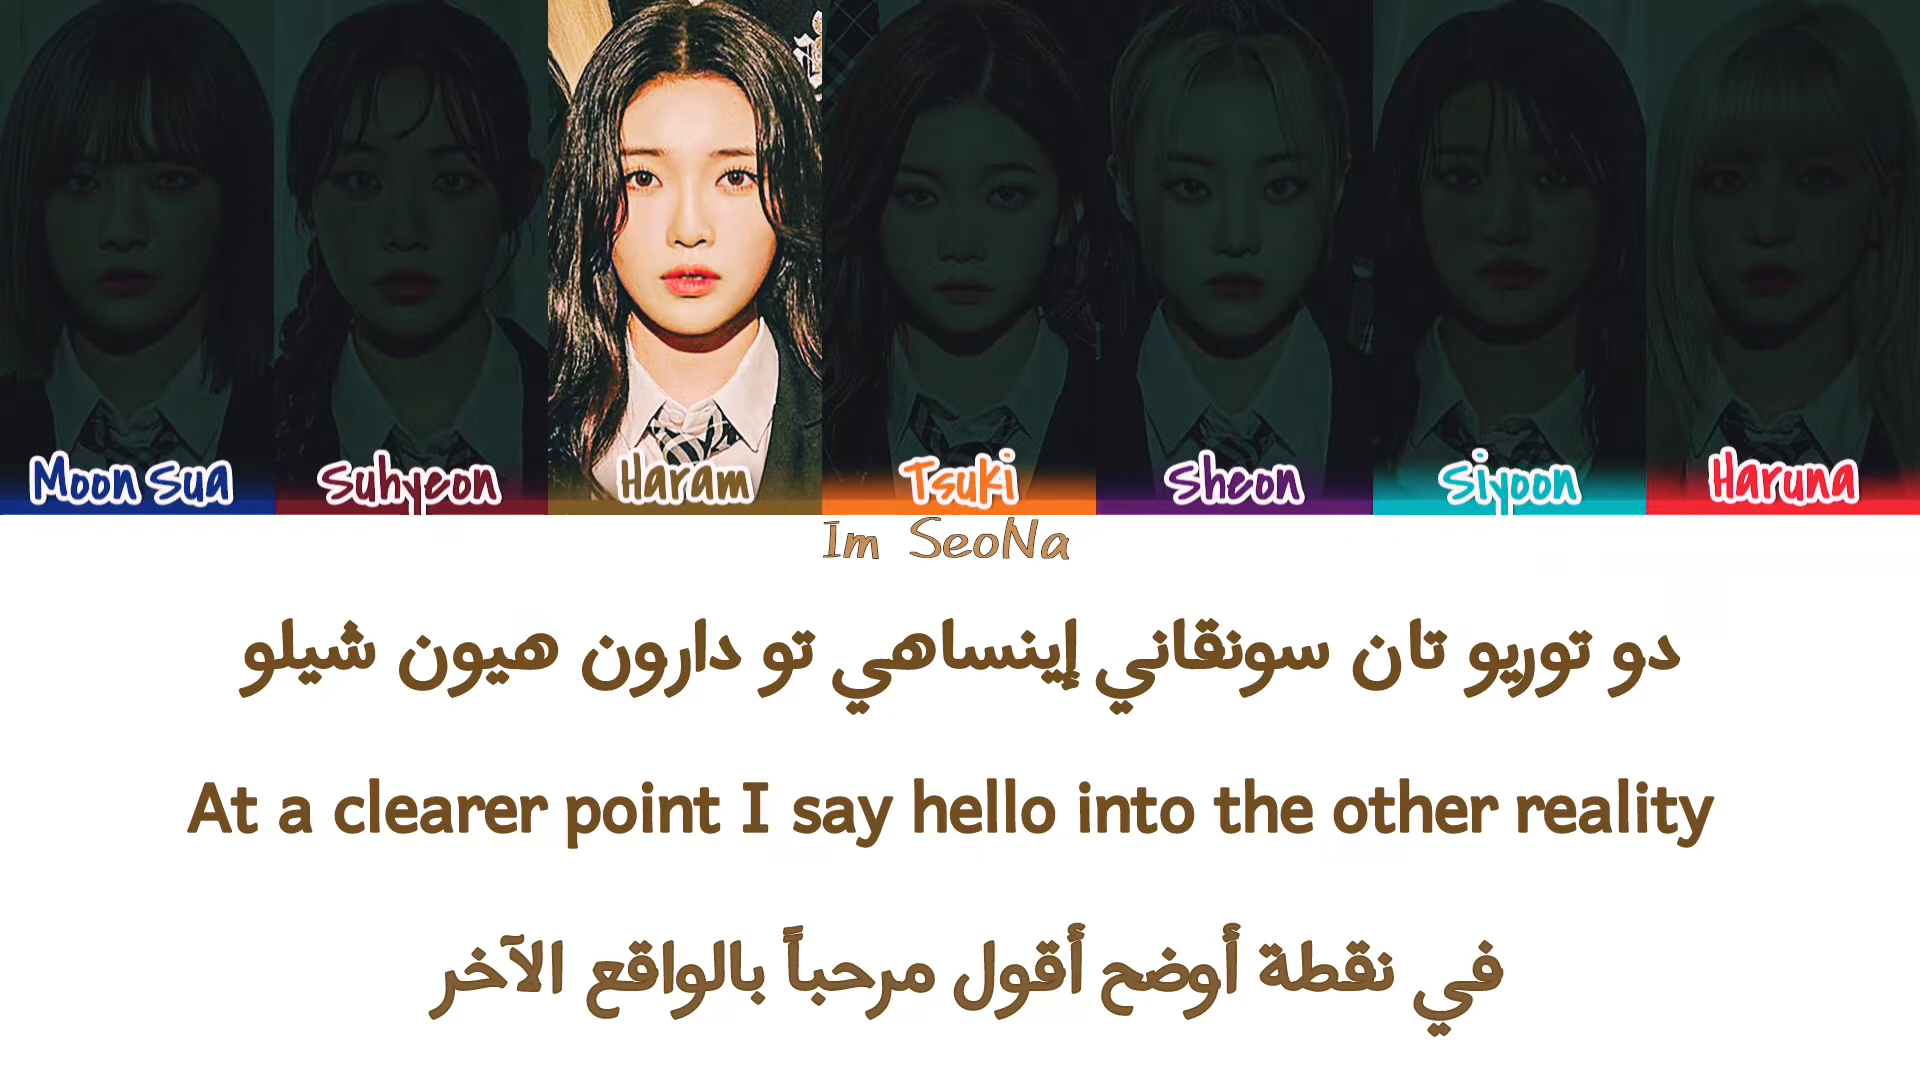 Moon Sua Suhyeon Haram Tsuki Sheon Siyoon Haruna
Im SeoNa
دو توريو تان سونقاني إينساهي تو دارون هيون شيلو
At a clearer point I say hello into the other reality
في نقطة أوضح أقول مرحباً بالواقع الآخر